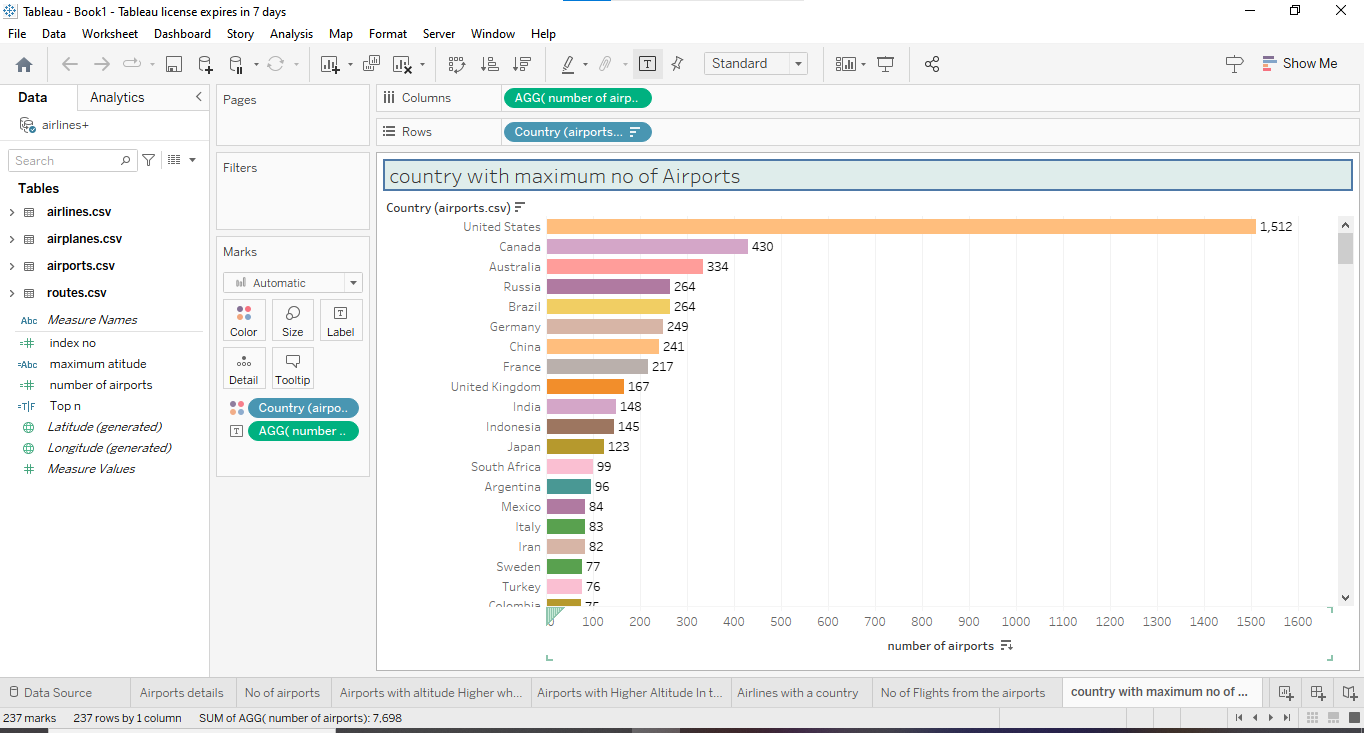 Tableau - Book1 - Tableau license expires in 7 days
File Data Worksheet Dashboard Story Analysis Map Format Server Window Help
Standard
Show Me
Data Analytics
airlines+
Search
Tables
airlines.csv
airplanes.csv
airports.csv
routes.csv
Abc Measure Names
index no
=Abc maximum atitude
number of airports
=T|F Top n
Latitude (generated)
Longitude (generated)
Measure Values
Pages
Filters
Marks
Automatic
Color Size Label
Detail Tooltip
Country (airpo..
AGG( number ..
Columns AGG( number of airp..
Rows Country (airports...
country with maximum no of Airports
Country (airports.csv)
United States 1,512
Canada 430
Australia 334
Russia 264
Brazil 264
Germany 249
China 241
France 217
United Kingdom 167
India 148
Indonesia 145
Japan 123
South Africa 99
Argentina 96
Mexico 84
Italy 83
Iran 82
Sweden 77
Turkey 76
Colombia 75
0 100 200 300 400 500 600 700 800 900 1000 1100 1200 1300 1400 1500 1600
number of airports
Data Source Airports details No of airports Airports with altitude Higher wh... Airports with Higher Altitude In t... Airlines with a country No of Flights from the airports country with maximum no of ...
237 marks 237 rows by 1 column SUM of AGG( number of airports): 7,698